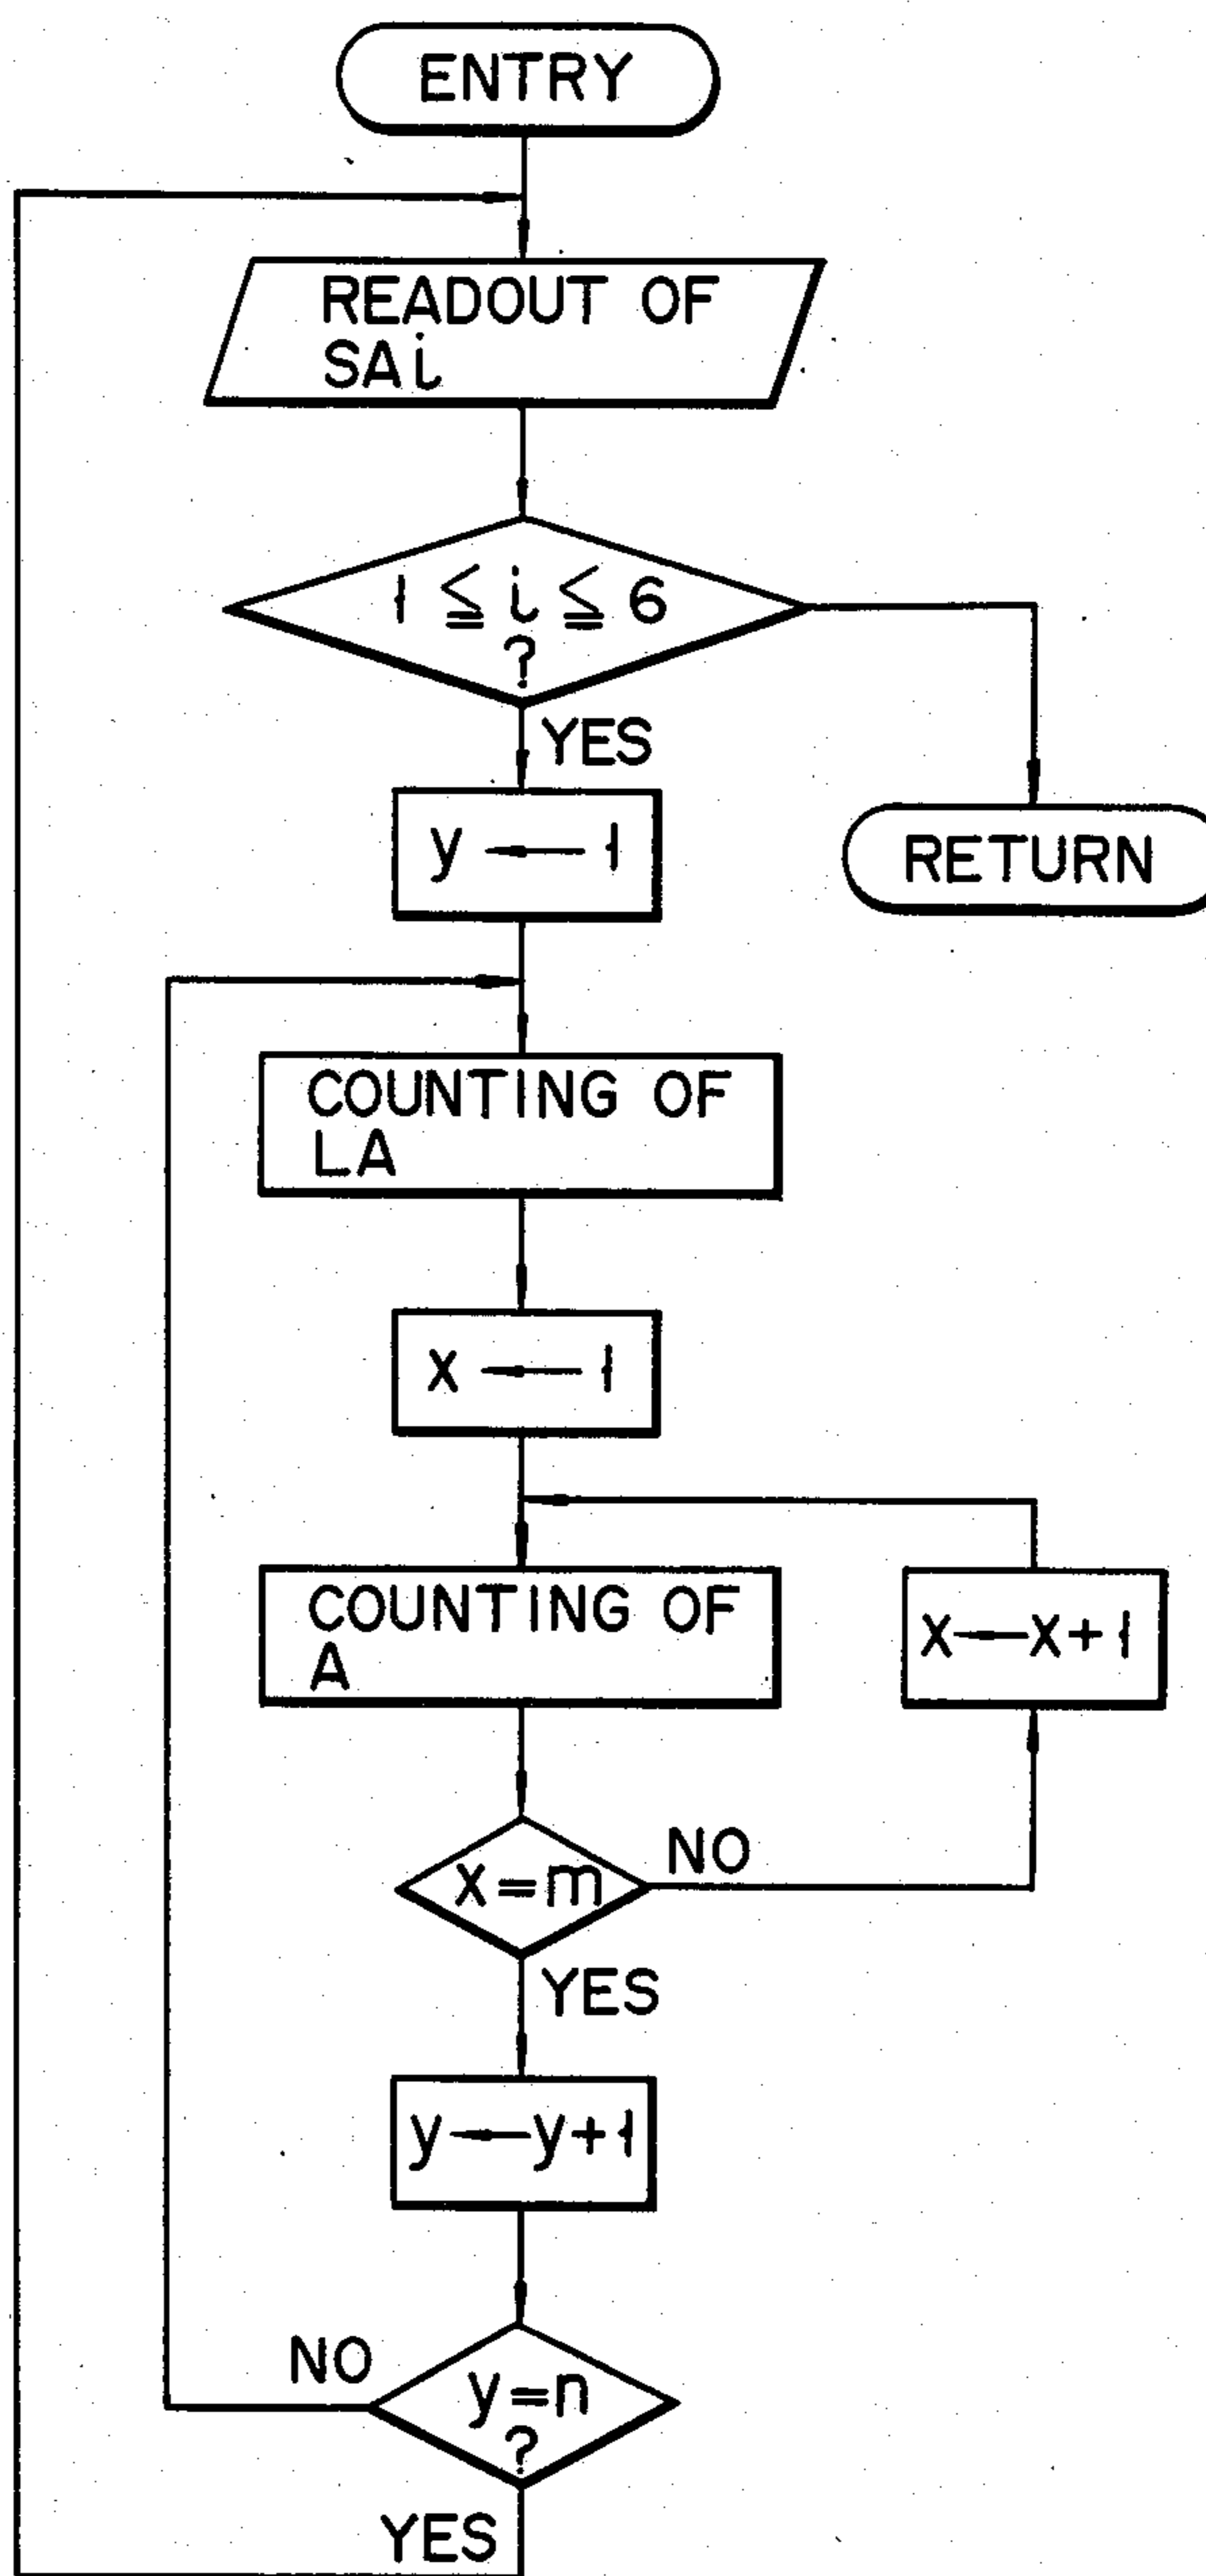 ENTRY
READOUT OF
SAi
1 ≦ i ≦ 6
?
YES
y ← 1
RETURN
COUNTING OF
LA
x ← 1
COUNTING OF
A
x←x+1
x=m
NO
YES
y←y+1
NO
y=n
?
YES